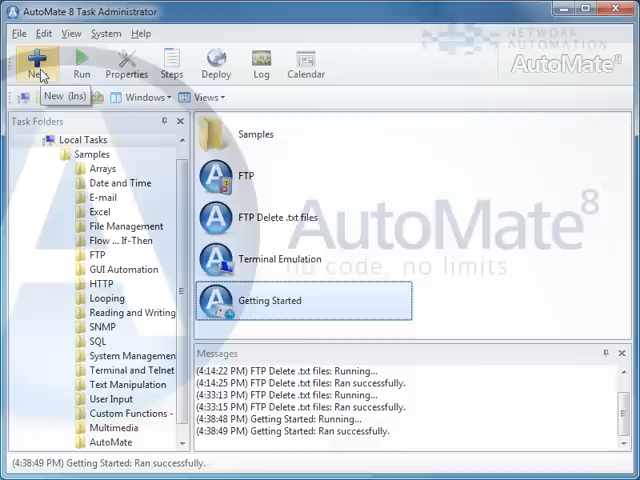 AutoMate 8 Task Administrator
File Edit View System Help
NETWORK AUTOMATION
New Run Properties Steps Deploy Log Calendar
AutoMate 8
New (Ins)
Windows Views
Task Folders
Local Tasks
Samples
Arrays
Date and Time
E-mail
Excel
File Management
Flow ... If-Then
FTP
GUI Automation
HTTP
Looping
Reading and Writing
SNMP
SQL
System Managemen
Terminal and Telnet
Text Manipulation
User Input
Custom Functions -
Multimedia
AutoMate
Samples
FTP
FTP Delete .txt files
Terminal Emulation
Getting Started
AutoMate 8
no code, no limits
Messages
(4:14:22 PM) FTP Delete .txt files: Running...
(4:14:25 PM) FTP Delete .txt files: Ran successfully.
(4:33:13 PM) FTP Delete .txt files: Running...
(4:33:15 PM) FTP Delete .txt files: Ran successfully.
(4:38:48 PM) Getting Started: Running...
(4:38:49 PM) Getting Started: Ran successfully.
(4:38:49 PM) Getting Started: Ran successfully.